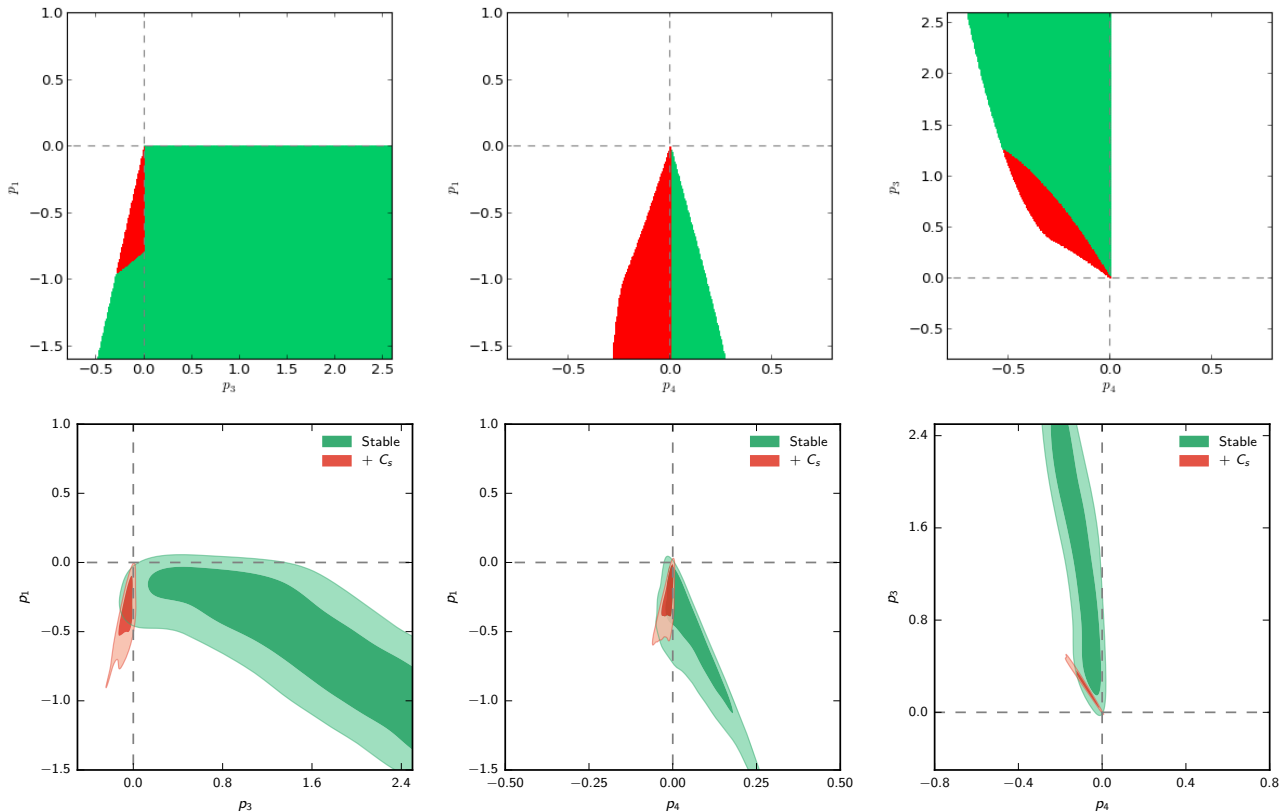 1.0
0.5
0.0
−0.5
−1.0
−1.5
p₁
−0.5 0.0 0.5 1.0 1.5 2.0 2.5
p₃
1.0
0.5
0.0
−0.5
−1.0
−1.5
p₁
−0.5 0.0 0.5
p₄
2.5
2.0
1.5
1.0
0.5
0.0
−0.5
p₃
−0.5 0.0 0.5
p₄
1.0
0.5
0.0
−0.5
−1.0
−1.5
p₁
Stable
+ Cₛ
0.0 0.8 1.6 2.4
p₃
1.0
0.5
0.0
−0.5
−1.0
−1.5
p₁
Stable
+ Cₛ
−0.50 −0.25 0.00 0.25 0.50
p₄
2.4
1.6
0.8
0.0
p₃
Stable
+ Cₛ
−0.8 −0.4 0.0 0.4 0.8
p₄